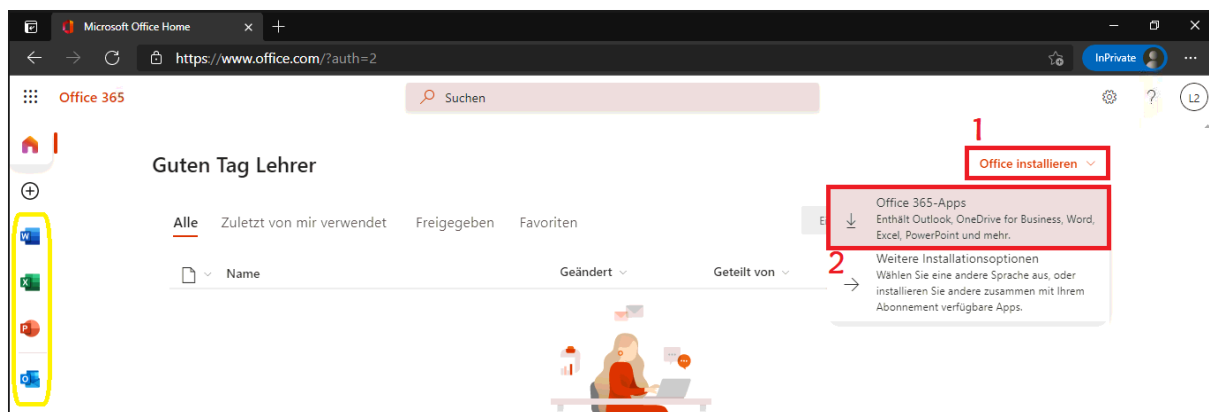 Microsoft Office Home
https://www.office.com/?auth=2
InPrivate
Office 365
Suchen
L2
1
Guten Tag Lehrer
Office installieren
Office 365-Apps
Enthält Outlook, OneDrive for Business, Word,
Excel, PowerPoint und mehr.
Alle Zuletzt von mir verwendet Freigegeben Favoriten
2
Weitere Installationsoptionen
Wählen Sie eine andere Sprache aus, oder
installieren Sie andere zusammen mit Ihrem
Abonnement verfügbare Apps.
Name Geändert Geteilt von